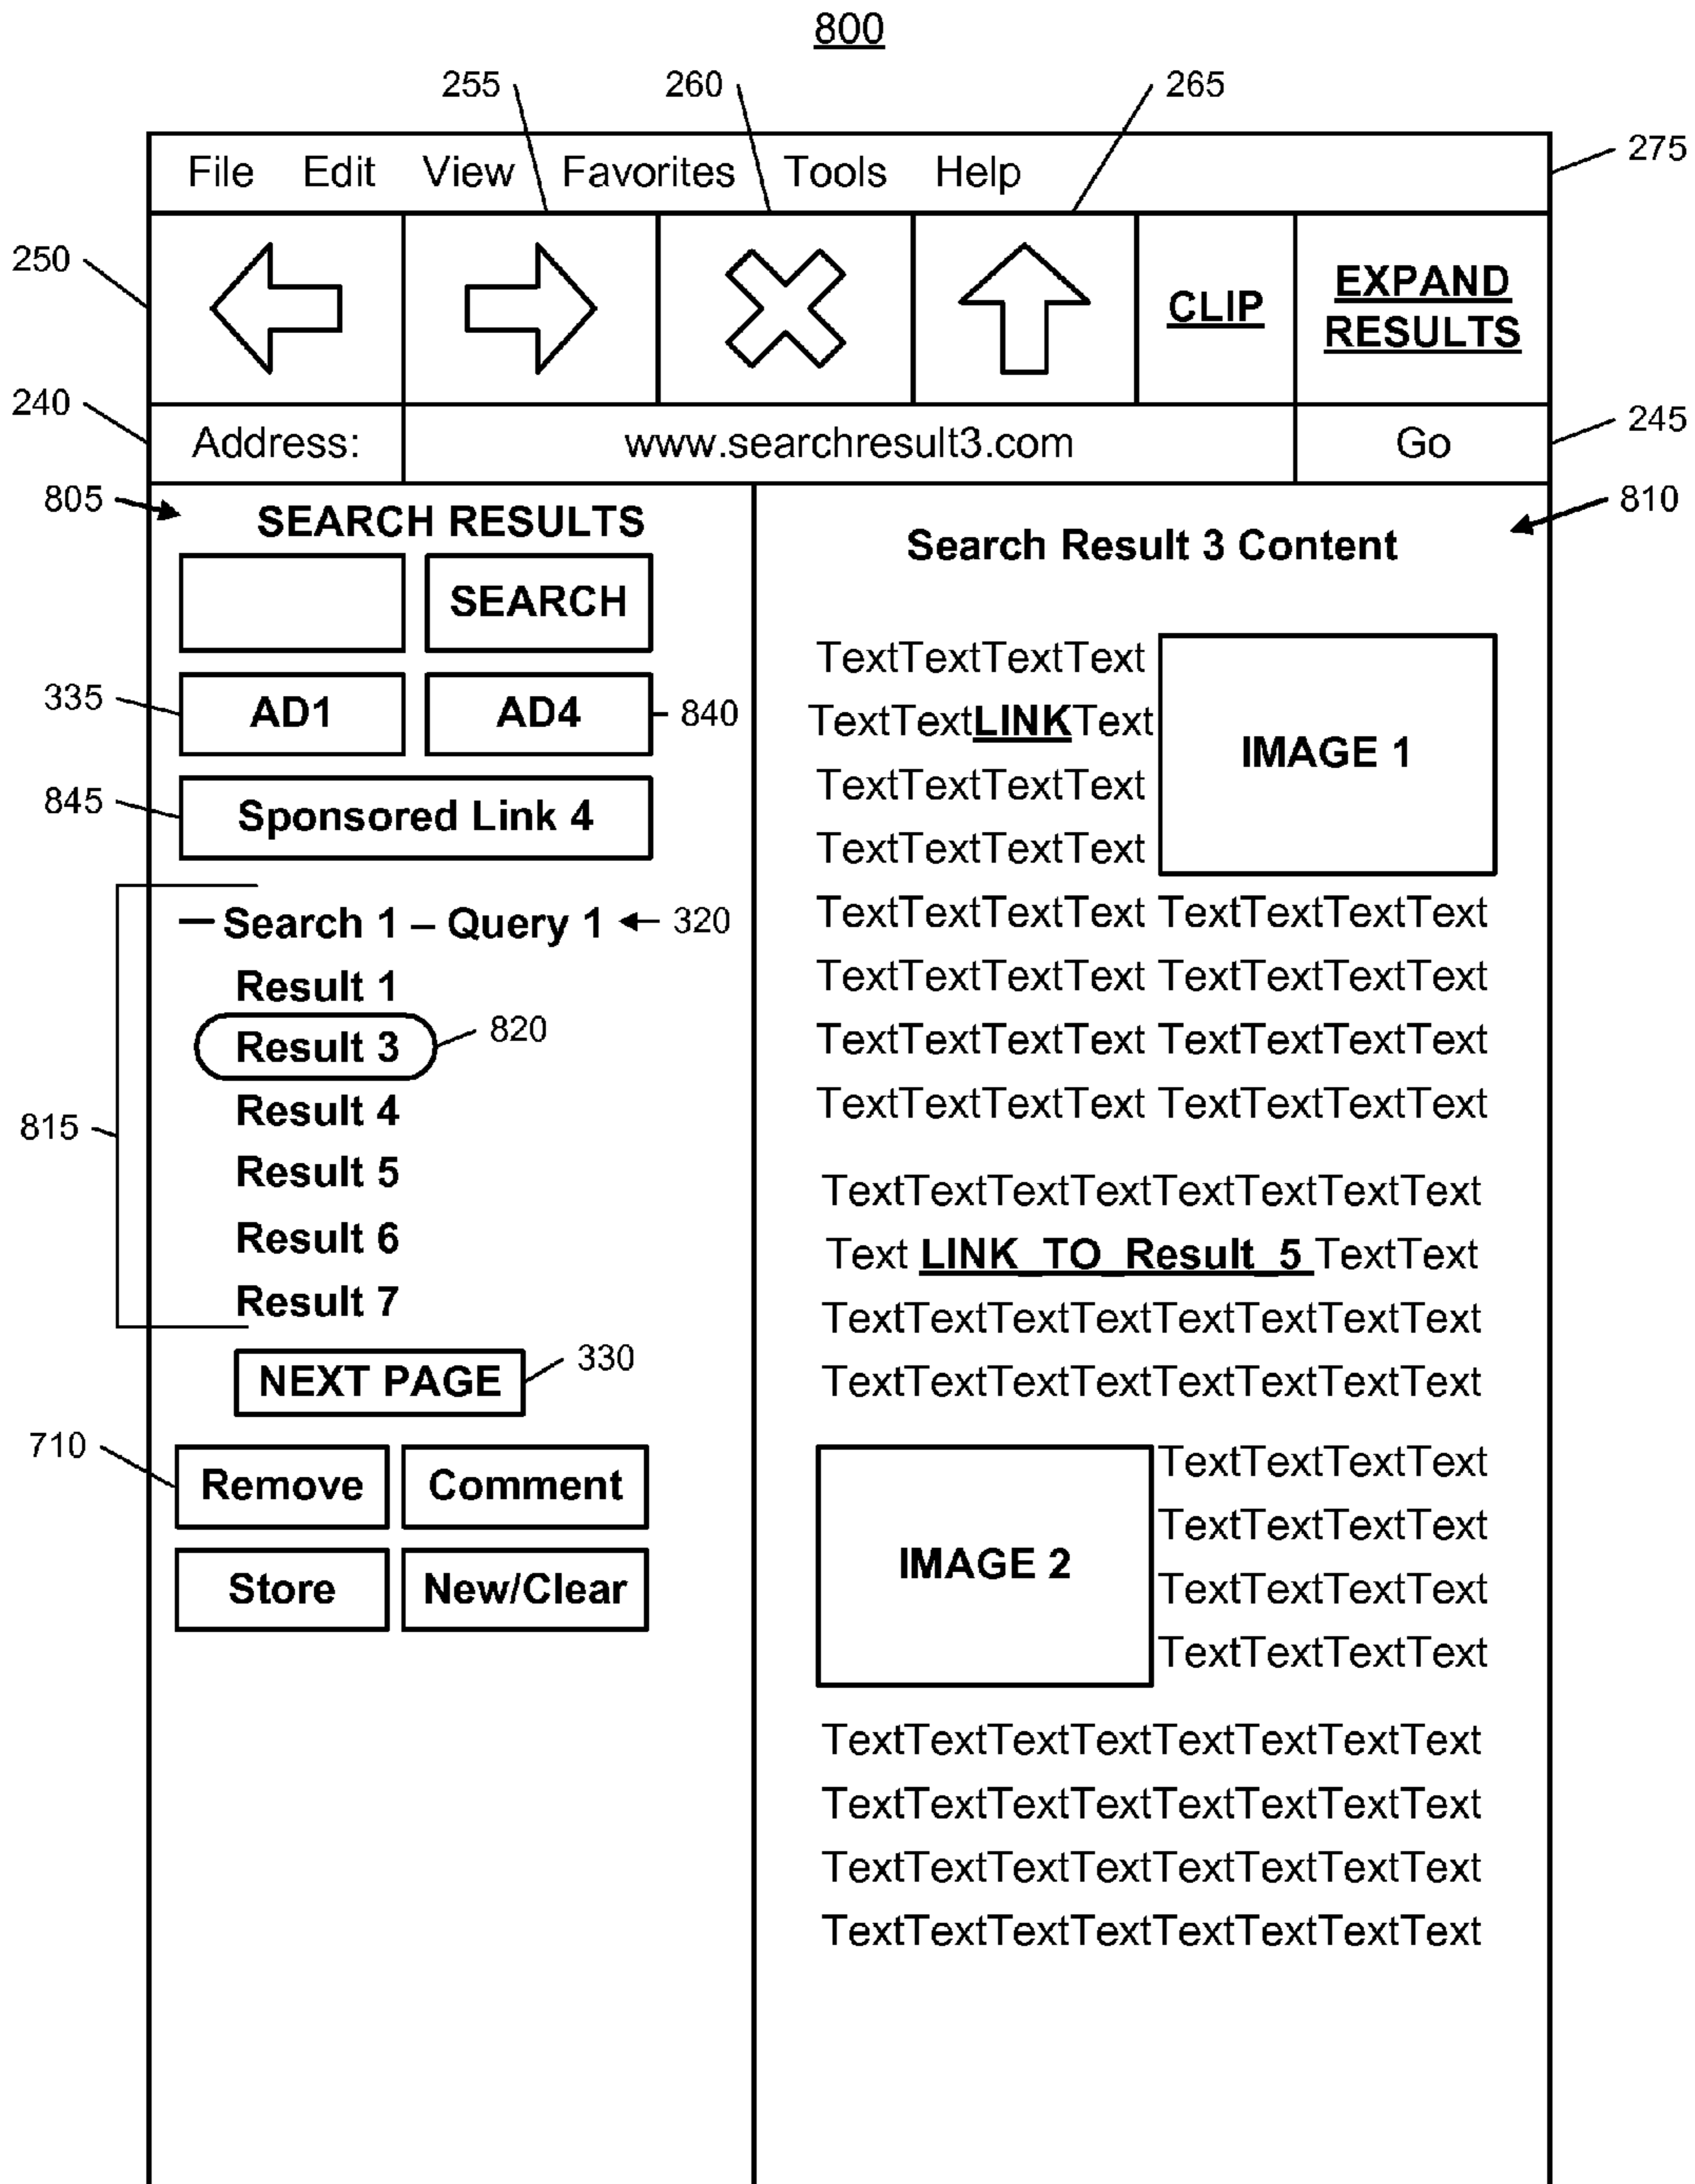 800
255 260 265
275
File Edit View Favorites Tools Help
250
CLIP
EXPAND
RESULTS
240
Address: www.searchresult3.com Go
245
805
SEARCH RESULTS
SEARCH
335
AD1 AD4
840
845
Sponsored Link 4
— Search 1 – Query 1
320
Result 1
Result 3
820
Result 4
815
Result 5
Result 6
Result 7
NEXT PAGE
330
710
Remove Comment
Store New/Clear
810
Search Result 3 Content
TextTextTextText
TextTextLINKText
TextTextTextText
TextTextTextText
IMAGE 1
TextTextTextText TextTextTextText
TextTextTextText TextTextTextText
TextTextTextText TextTextTextText
TextTextTextText TextTextTextText
TextTextTextTextTextTextTextText
Text LINK_TO_Result_5 TextText
TextTextTextTextTextTextTextText
TextTextTextTextTextTextTextText
IMAGE 2
TextTextTextText
TextTextTextText
TextTextTextText
TextTextTextText
TextTextTextTextTextTextTextText
TextTextTextTextTextTextTextText
TextTextTextTextTextTextTextText
TextTextTextTextTextTextTextText